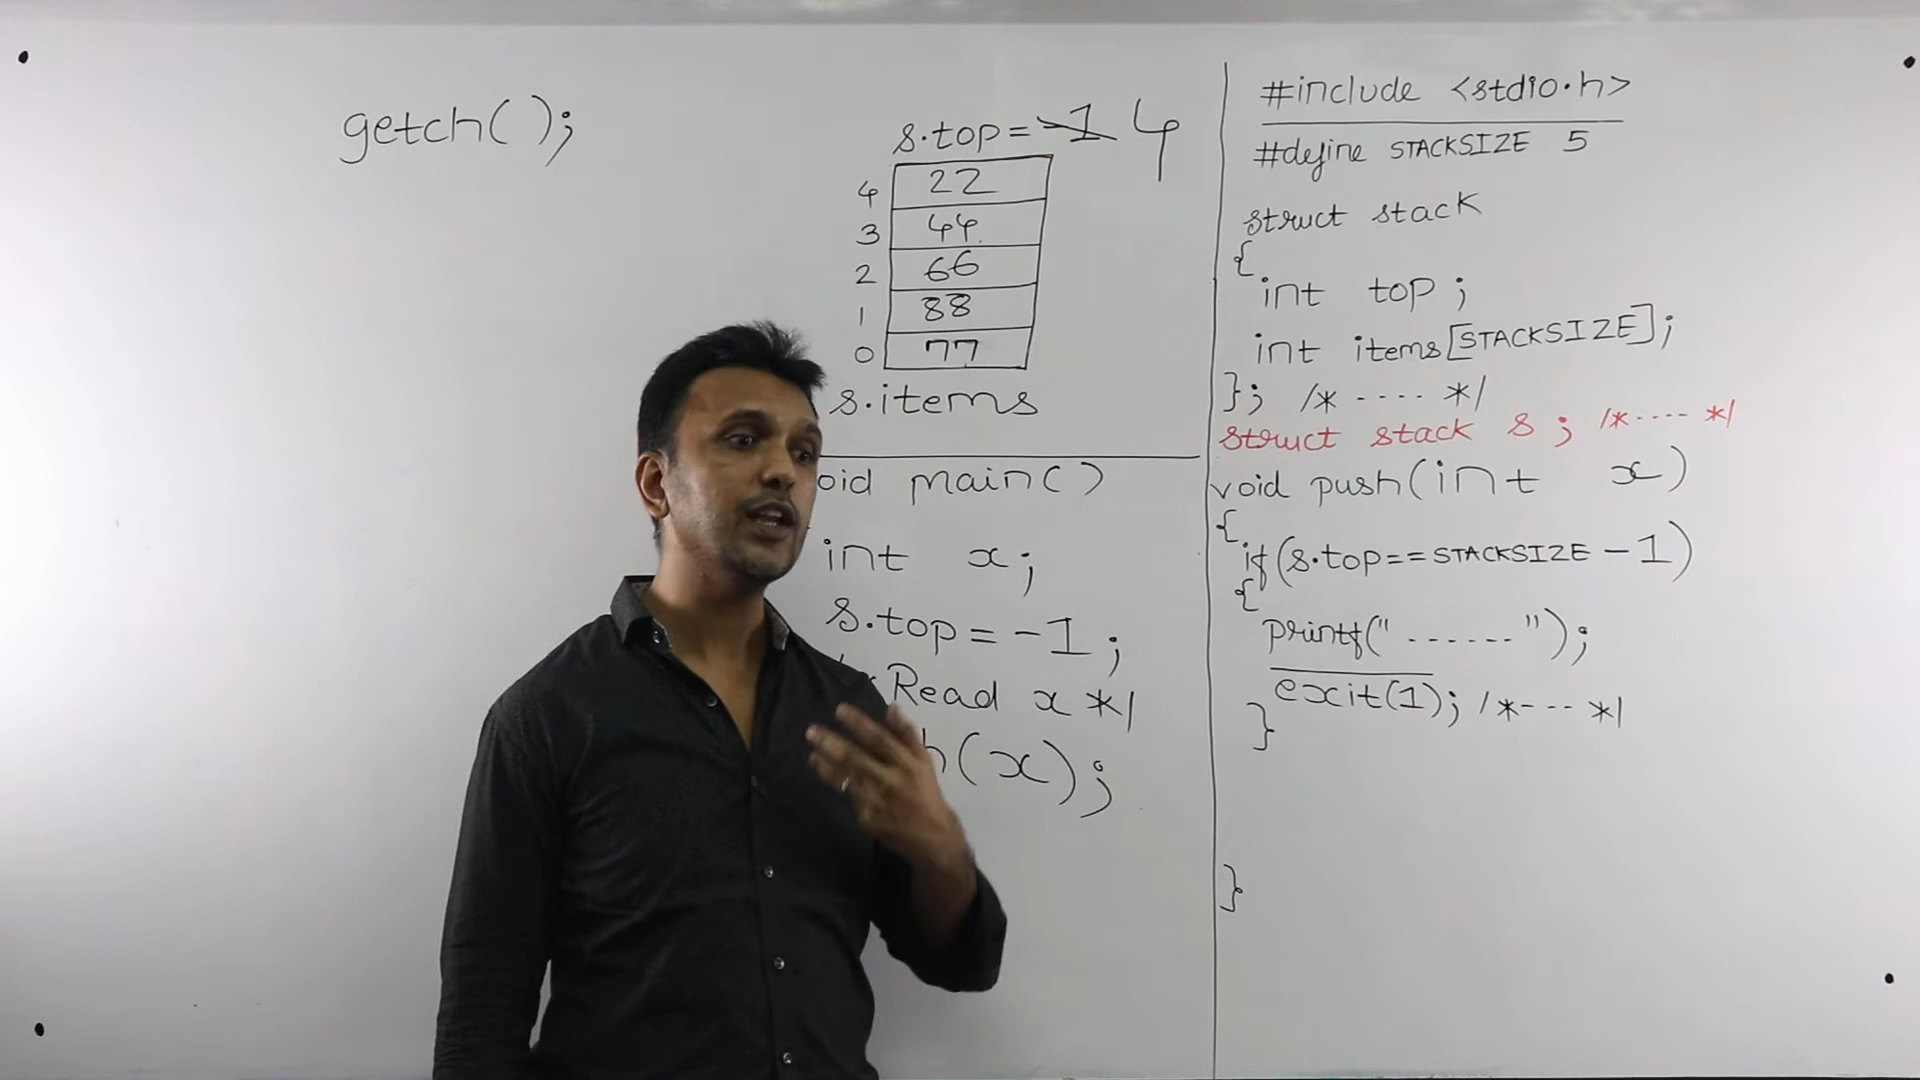 getch();
s.top = -1 4
4 22
3 44
2 66
1 88
0 77
s.items
oid main()
int x;
s.top = -1;
Read x */
h(x);
#include <stdio.h>
#define STACKSIZE 5
struct stack
{
int top;
int items[STACKSIZE];
}; /* ---- */
struct stack s; /* ---- */
void push(int x)
{
if(s.top==STACKSIZE-1)
{
printf("------");
exit(1); /*---*/
}
}